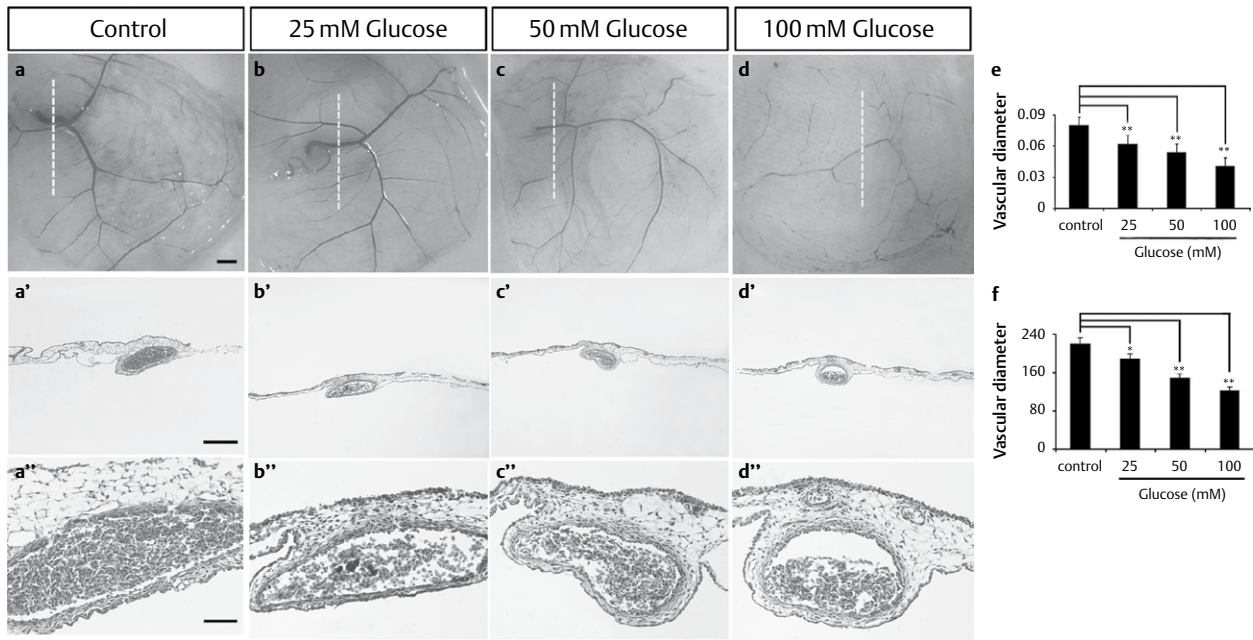 Control
25 mM Glucose
50 mM Glucose
100 mM Glucose
a
b
c
d
a’
b’
c’
d’
a”
b”
c”
d”
e
Vascular diameter
0.09
0.06
0.03
0
**
**
**
control
25
50
100
Glucose (mM)
f
Vascular diameter
240
160
80
0
*
**
**
control
25
50
100
Glucose (mM)